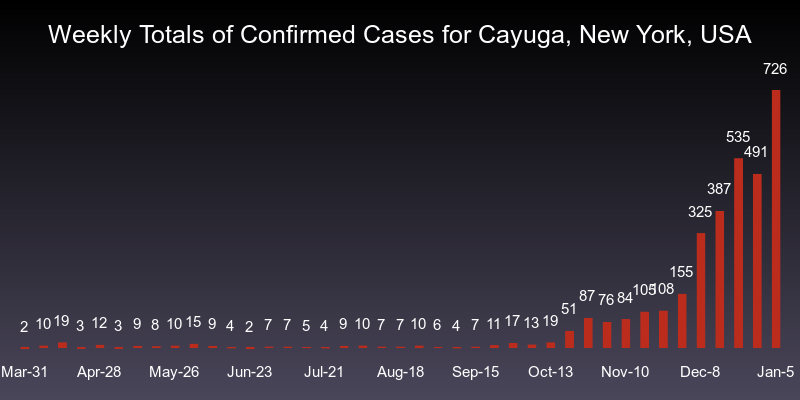 Weekly Totals of Confirmed Cases for Cayuga, New York, USA
2 10 19 3 12 3 9 8 10 15 9 4 2 7 7 5 4 9 10 7 7 10 6 4 7 11 17 13 19 51 87 76 84 105 108 155 325 387 535 491 726
Mar-31 Apr-28 May-26 Jun-23 Jul-21 Aug-18 Sep-15 Oct-13 Nov-10 Dec-8 Jan-5